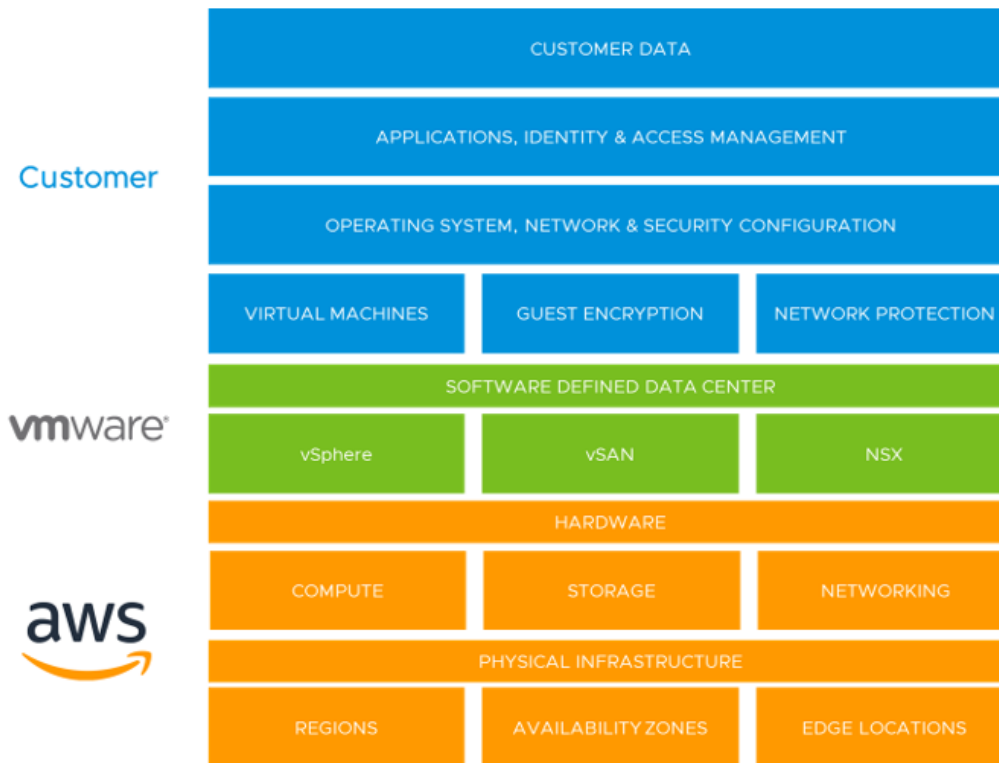 CUSTOMER DATA
APPLICATIONS, IDENTITY & ACCESS MANAGEMENT
Customer
OPERATING SYSTEM, NETWORK & SECURITY CONFIGURATION
VIRTUAL MACHINES
GUEST ENCRYPTION
NETWORK PROTECTION
SOFTWARE DEFINED DATA CENTER
vmware®
vSphere
vSAN
NSX
HARDWARE
COMPUTE
STORAGE
NETWORKING
aws
PHYSICAL INFRASTRUCTURE
REGIONS
AVAILABILITY ZONES
EDGE LOCATIONS